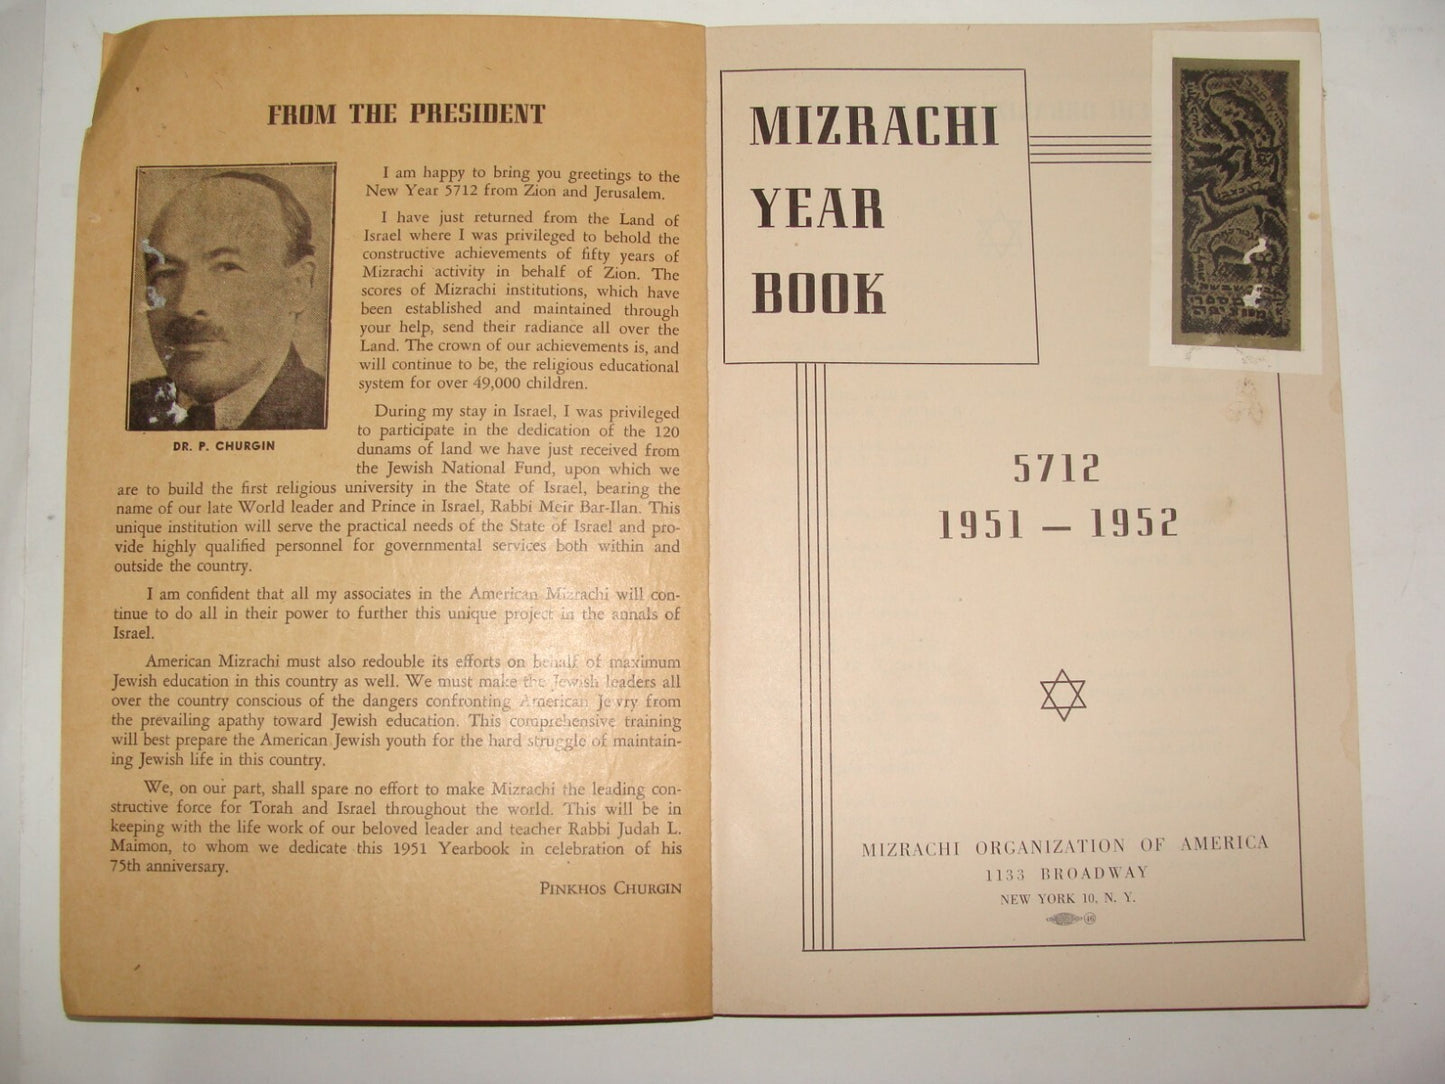 FROM THE PRESIDENT
I am happy to bring you greetings to the
New Year 5712 from Zion and Jerusalem.
I have just returned from the Land of
Israel where I was privileged to behold the
constructive achievements of fifty years of
Mizrachi activity in behalf of Zion. The
scores of Mizrachi institutions, which have
been established and maintained through
your help, send their radiance all over the
Land. The crown of our achievements is, and
will continue to be, the religious educational
system for over 49,000 children.
DR. P. CHURGIN
During my stay in Israel, I was privileged
to participate in the dedication of the 120
dunams of land we have just received from
the Jewish National Fund, upon which we
are to build the first religious university in the State of Israel, bearing the
name of our late World leader and Prince in Israel, Rabbi Meir Bar-Ilan. This
unique institution will serve the practical needs of the State of Israel and pro-
vide highly qualified personnel for governmental services both within and
outside the country.
I am confident that all my associates in the American Mizrachi will con-
tinue to do all in their power to further this unique project in the annals of
Israel.
American Mizrachi must also redouble its efforts on behalf of maximum
Jewish education in this country as well. We must make the Jewish leaders all
over the country conscious of the dangers confronting American Jewry from
the prevailing apathy toward Jewish education. This comprehensive training
will best prepare the American Jewish youth for the hard struggle of maintain-
ing Jewish life in this country.
We, on our part, shall spare no effort to make Mizrachi the leading con-
structive force for Torah and Israel throughout the world. This will be in
keeping with the life work of our beloved leader and teacher Rabbi Judah L.
Maimon, to whom we dedicate this 1951 Yearbook in celebration of his
75th anniversary.
PINKHOS CHURGIN
MIZRACHI
YEAR
BOOK
5712
1951 — 1952
MIZRACHI ORGANIZATION OF AMERICA
1133 BROADWAY
NEW YORK 10, N. Y.
46